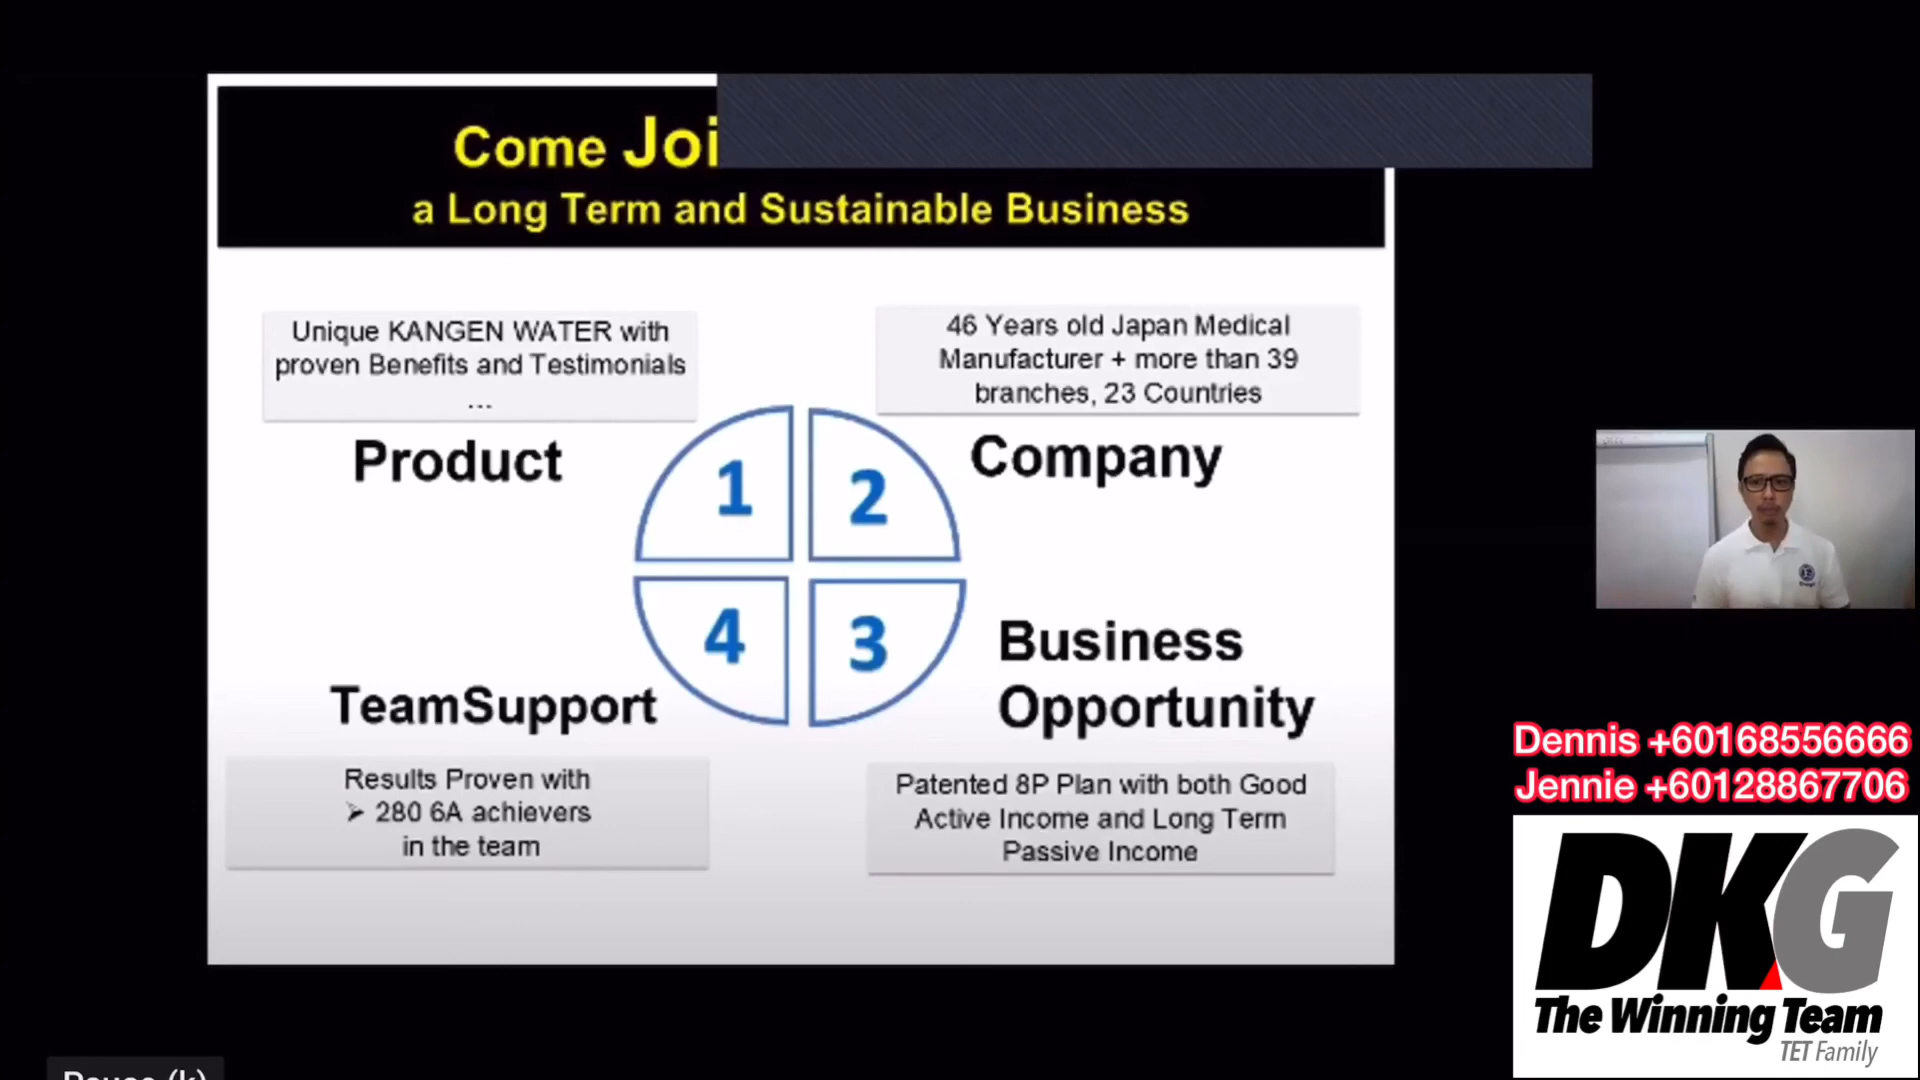 Come Joi
a Long Term and Sustainable Business
Unique KANGEN WATER with
proven Benefits and Testimonials
...
Product
46 Years old Japan Medical
Manufacturer + more than 39
branches, 23 Countries
Company
1
2
4
3
TeamSupport
Results Proven with
➢ 280 6A achievers
in the team
Business
Opportunity
Patented 8P Plan with both Good
Active Income and Long Term
Passive Income
Dennis +60168556666
Jennie +60128867706
DKG
The Winning Team
TET Family
Pause (k)